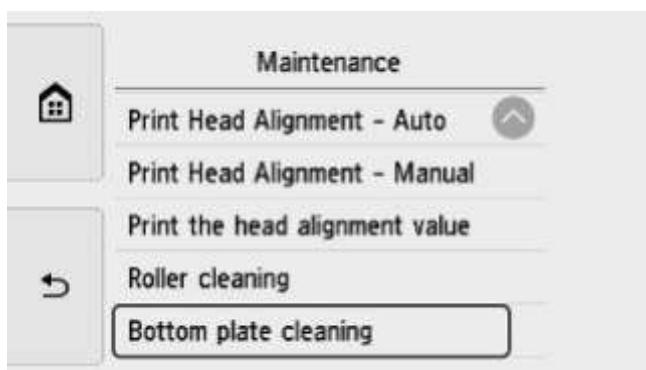 Maintenance
Print Head Alignment - Auto
Print Head Alignment - Manual
Print the head alignment value
Roller cleaning
Bottom plate cleaning